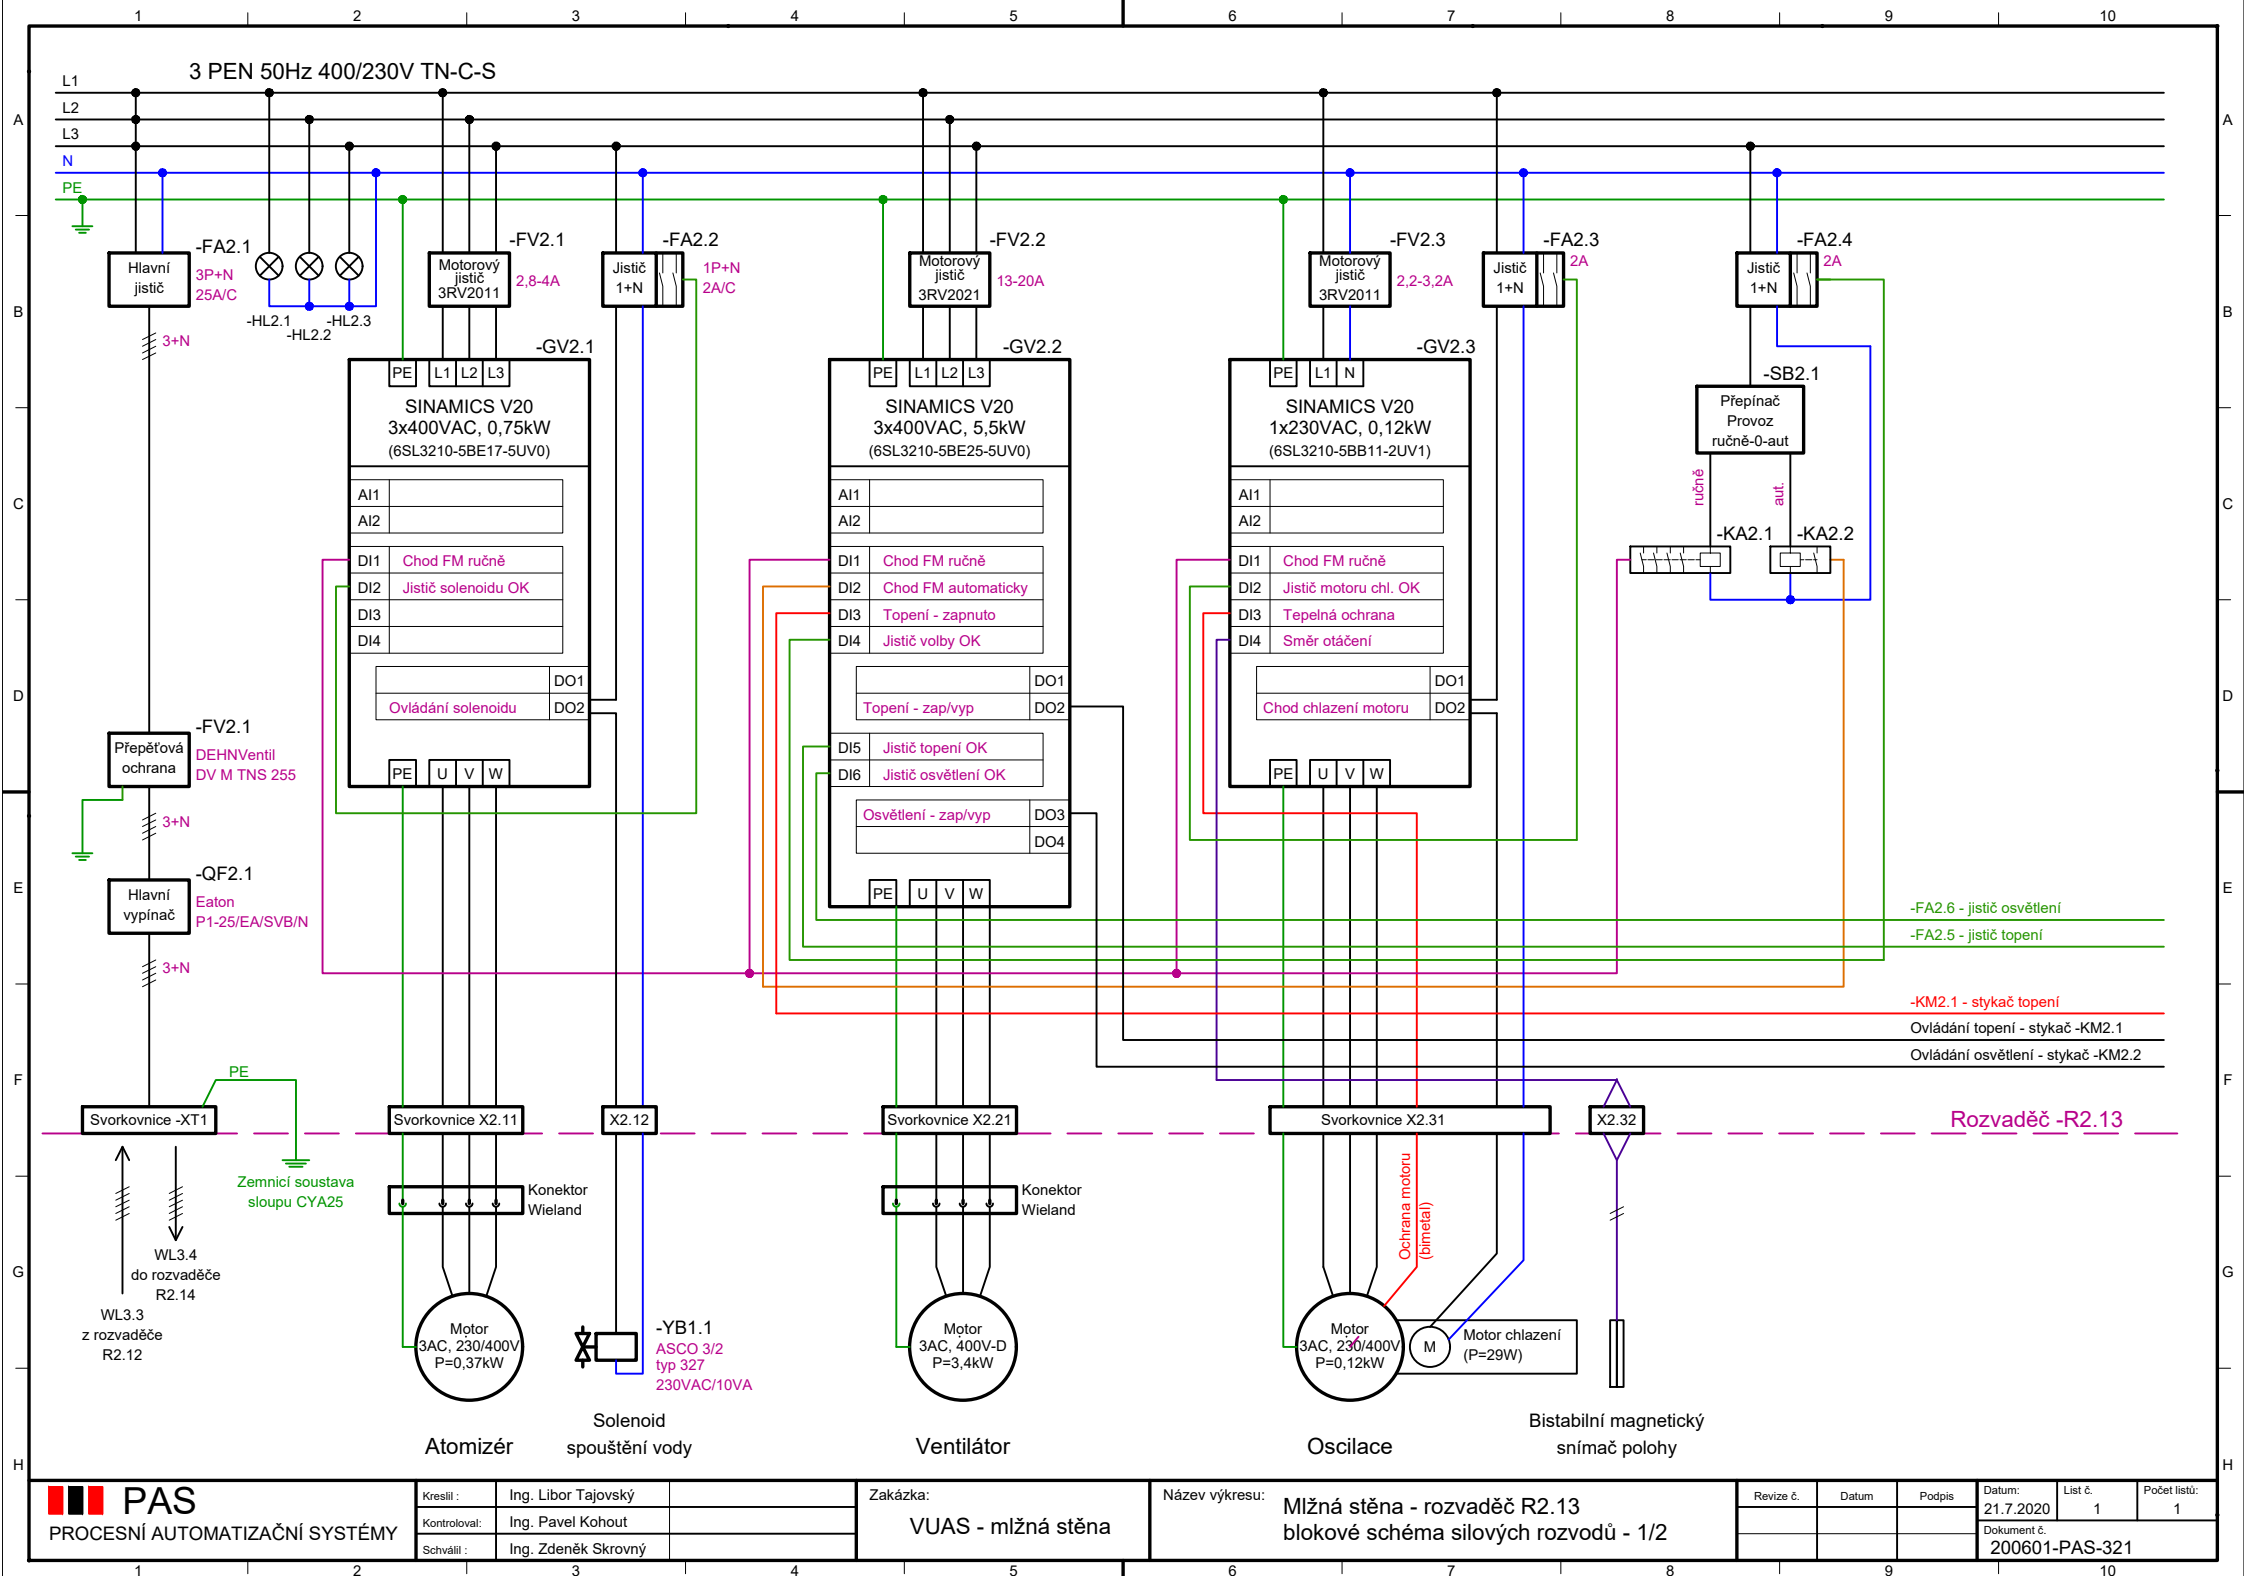 1 2 3 4 5 6 7 8 9 10
3 PEN 50Hz 400/230V TN-C-S
L1
L2
L3
N
PE
A
A
B
B
C
C
D
D
E
E
F
F
G
G
H
H
-FA2.1
Hlavní
jistič
3P+N
25A/C
-HL2.1
-HL2.2
-HL2.3
3+N
-FV2.1
Motorový
jistič
3RV2011
2,8-4A
-FA2.2
Jistič
1+N
1P+N
2A/C
-FV2.2
Motorový
jistič
3RV2021
13-20A
-FV2.3
Motorový
jistič
3RV2011
2,2-3,2A
-FA2.3
Jistič
1+N
2A
-FA2.4
Jistič
1+N
2A
-GV2.1
PE L1 L2 L3
SINAMICS V20
3x400VAC, 0,75kW
(6SL3210-5BE17-5UV0)
AI1
AI2
DI1 Chod FM ručně
DI2 Jistič solenoidu OK
DI3
DI4
DO1
Ovládání solenoidu DO2
PE U V W
-GV2.2
PE L1 L2 L3
SINAMICS V20
3x400VAC, 5,5kW
(6SL3210-5BE25-5UV0)
AI1
AI2
DI1 Chod FM ručně
DI2 Chod FM automaticky
DI3 Topení - zapnuto
DI4 Jistič volby OK
DO1
Topení - zap/vyp DO2
DI5 Jistič topení OK
DI6 Jistič osvětlení OK
Osvětlení - zap/vyp DO3
DO4
PE U V W
-GV2.3
PE L1 N
SINAMICS V20
1x230VAC, 0,12kW
(6SL3210-5BB11-2UV1)
AI1
AI2
DI1 Chod FM ručně
DI2 Jistič motoru chl. OK
DI3 Tepelná ochrana
DI4 Směr otáčení
DO1
Chod chlazení motoru DO2
PE U V W
-SB2.1
Přepínač
Provoz
ručně-0-aut
ručně
aut.
-KA2.1
-KA2.2
-FV2.1
Přepěťová
ochrana
DEHNVentil
DV M TNS 255
3+N
-QF2.1
Hlavní
vypínač
Eaton
P1-25/EA/SVB/N
3+N
-FA2.6 - jistič osvětlení
-FA2.5 - jistič topení
-KM2.1 - stykač topení
Ovládání topení - stykač -KM2.1
Ovládání osvětlení - stykač -KM2.2
PE
Svorkovnice -XT1
Svorkovnice X2.11
X2.12
Svorkovnice X2.21
Svorkovnice X2.31
X2.32
Rozvaděč -R2.13
Zemnicí soustava
sloupu CYA25
WL3.4
do rozvaděče
R2.14
WL3.3
z rozvaděče
R2.12
Konektor
Wieland
Konektor
Wieland
Ochrana motoru
(bimetal)
Motor
3AC, 230/400V
P=0,37kW
-YB1.1
ASCO 3/2
typ 327
230VAC/10VA
Motor
3AC, 400V-D
P=3,4kW
Motor
3AC, 230/400V
P=0,12kW
M
Motor chlazení
(P=29W)
Atomizér
Solenoid
spouštění vody
Ventilátor
Oscilace
Bistabilní magnetický
snímač polohy
PAS
PROCESNÍ AUTOMATIZAČNÍ SYSTÉMY
Kreslil : Ing. Libor Tajovský
Kontroloval: Ing. Pavel Kohout
Schválil : Ing. Zdeněk Skrovný
Zakázka:
VUAS - mlžná stěna
Název výkresu:
Mlžná stěna - rozvaděč R2.13
blokové schéma silových rozvodů - 1/2
Revize č. Datum Podpis
Datum:
21.7.2020
List č.
1
Počet listů:
1
Dokument č.
200601-PAS-321
1 2 3 4 5 6 7 8 9 10